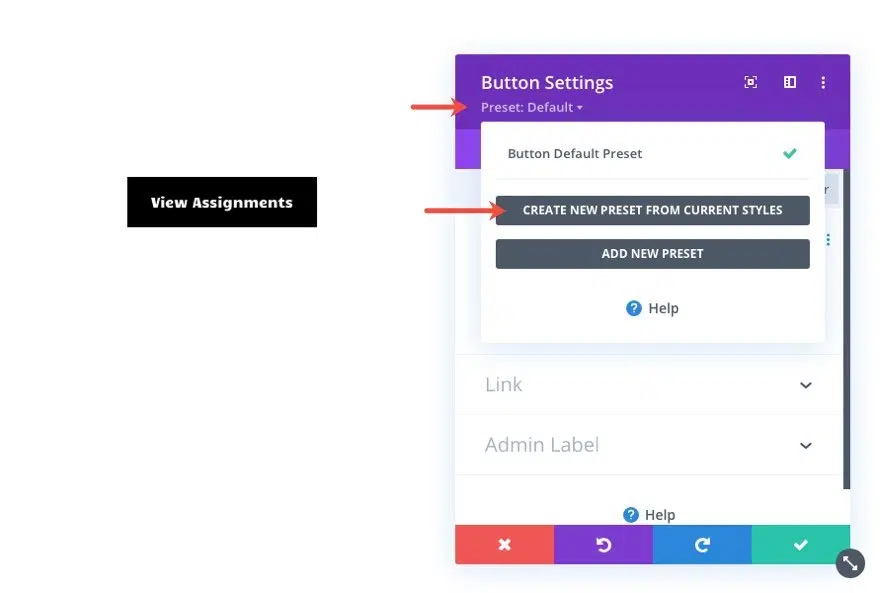 Button Settings
Preset: Default
Button Default Preset
View Assignments
r
CREATE NEW PRESET FROM CURRENT STYLES
ADD NEW PRESET
? Help
Link
Admin Label
? Help